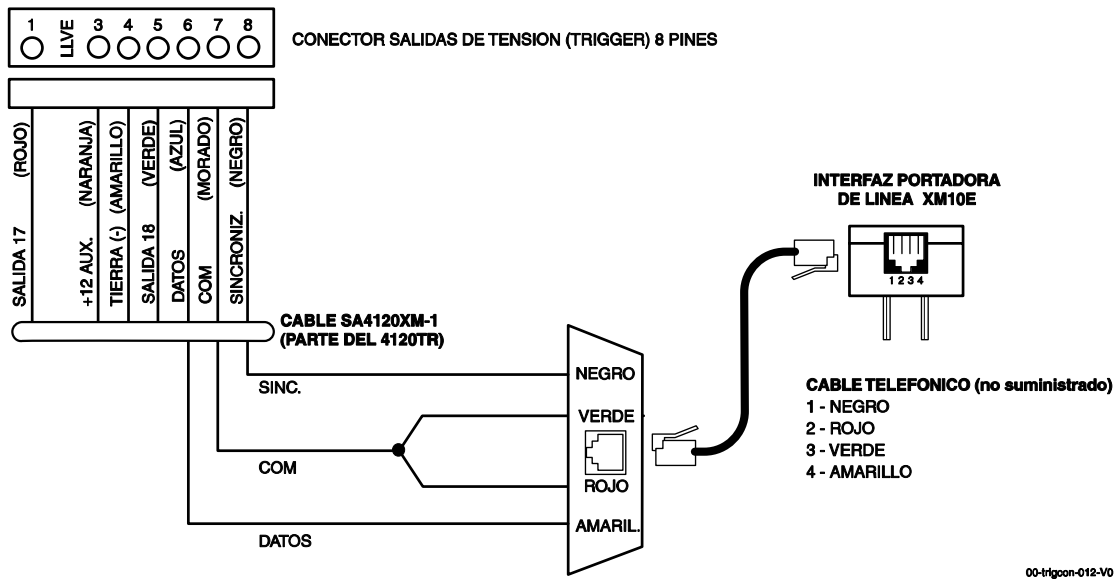 1 LLVE 3 4 5 6 7 8
CONECTOR SALIDAS DE TENSION (TRIGGER) 8 PINES
SALIDA 17 (ROJO)
+12 AUX. (NARANJA)
TIERRA (-) (AMARILLO)
SALIDA 18 (VERDE)
DATOS (AZUL)
COM (MORADO)
SINCRONIZ. (NEGRO)
INTERFAZ PORTADORA
DE LINEA XM10E
1 2 3 4
CABLE SA4120XM-1
(PARTE DEL 4120TR)
SINC.
NEGRO
VERDE
COM
ROJO
DATOS
AMARIL.
CABLE TELEFONICO (no suministrado)
1 - NEGRO
2 - ROJO
3 - VERDE
4 - AMARILLO
00-trigcon-012-V0